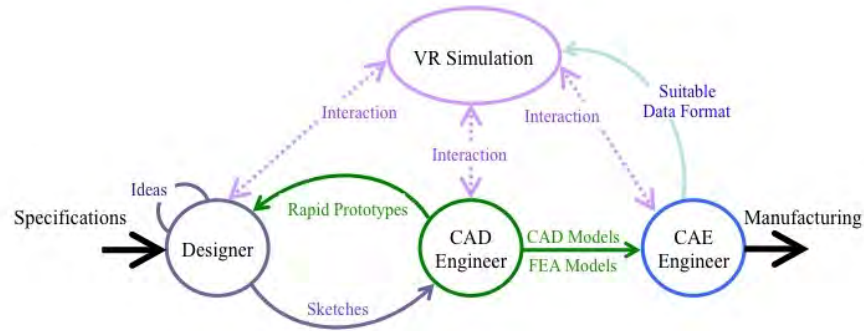 VR Simulation
Suitable
Data Format
Interaction
Interaction
Interaction
Ideas
Specifications
Rapid Prototypes
Manufacturing
Designer
CAD
Engineer
CAD Models
FEA Models
CAE
Engineer
Sketches